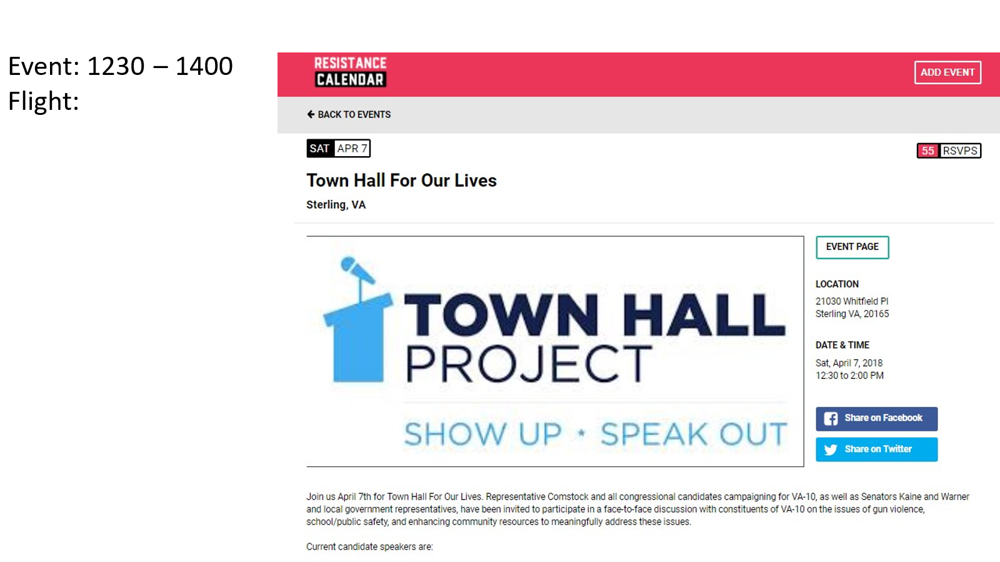 Event: 1230 – 1400
Flight:
RESISTANCE
CALENDAR
ADD EVENT
BACK TO EVENTS
SAT APR 7
55 RSVPS
Town Hall For Our Lives
Sterling, VA
TOWN HALL
PROJECT
SHOW UP * SPEAK OUT
EVENT PAGE
LOCATION
21030 Whitfield Pl
Sterling VA, 20165
DATE & TIME
Sat, April 7, 2018
12:30 to 2:00 PM
Share on Facebook
Share on Twitter
Join us April 7th for Town Hall For Our Lives. Representative Comstock and all congressional candidates campaigning for VA-10, as well as Senators Kaine and Warner
and local government representatives, have been invited to participate in a face-to-face discussion with constituents of VA-10 on the issues of gun violence,
school/public safety, and enhancing community resources to meaningfully address these issues.
Current candidate speakers are: